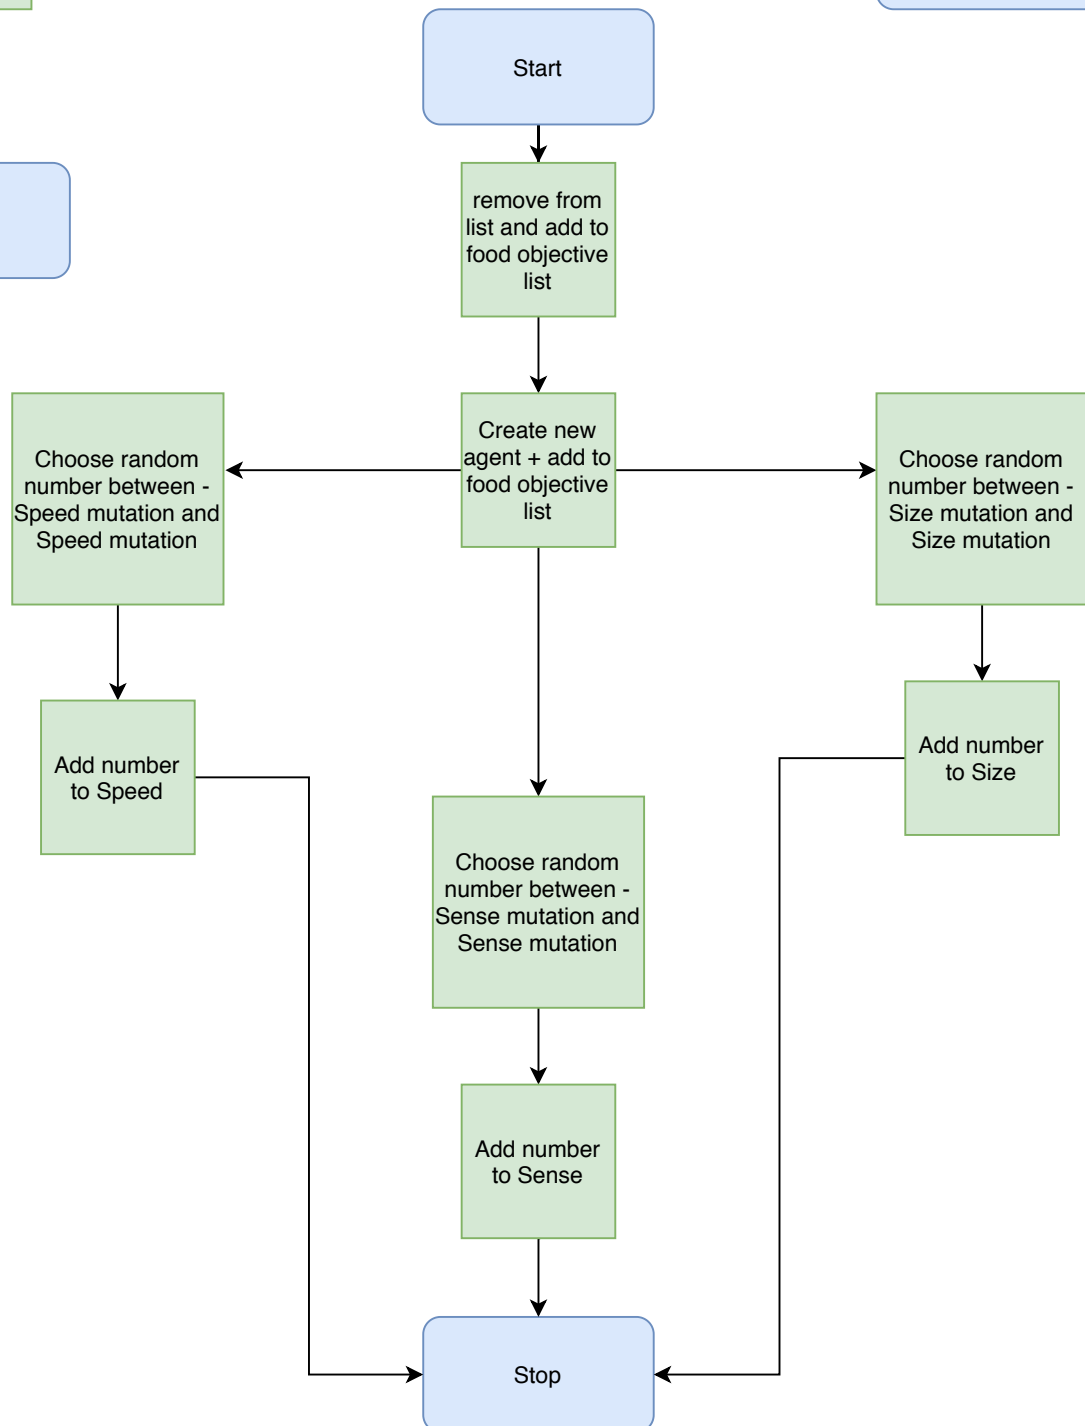 Start
remove from
list and add to
food objective
list
Create new
agent + add to
food objective
list
Choose random
number between -
Speed mutation and
Speed mutation
Choose random
number between -
Size mutation and
Size mutation
Add number
to Speed
Add number
to Size
Choose random
number between -
Sense mutation and
Sense mutation
Add number
to Sense
Stop